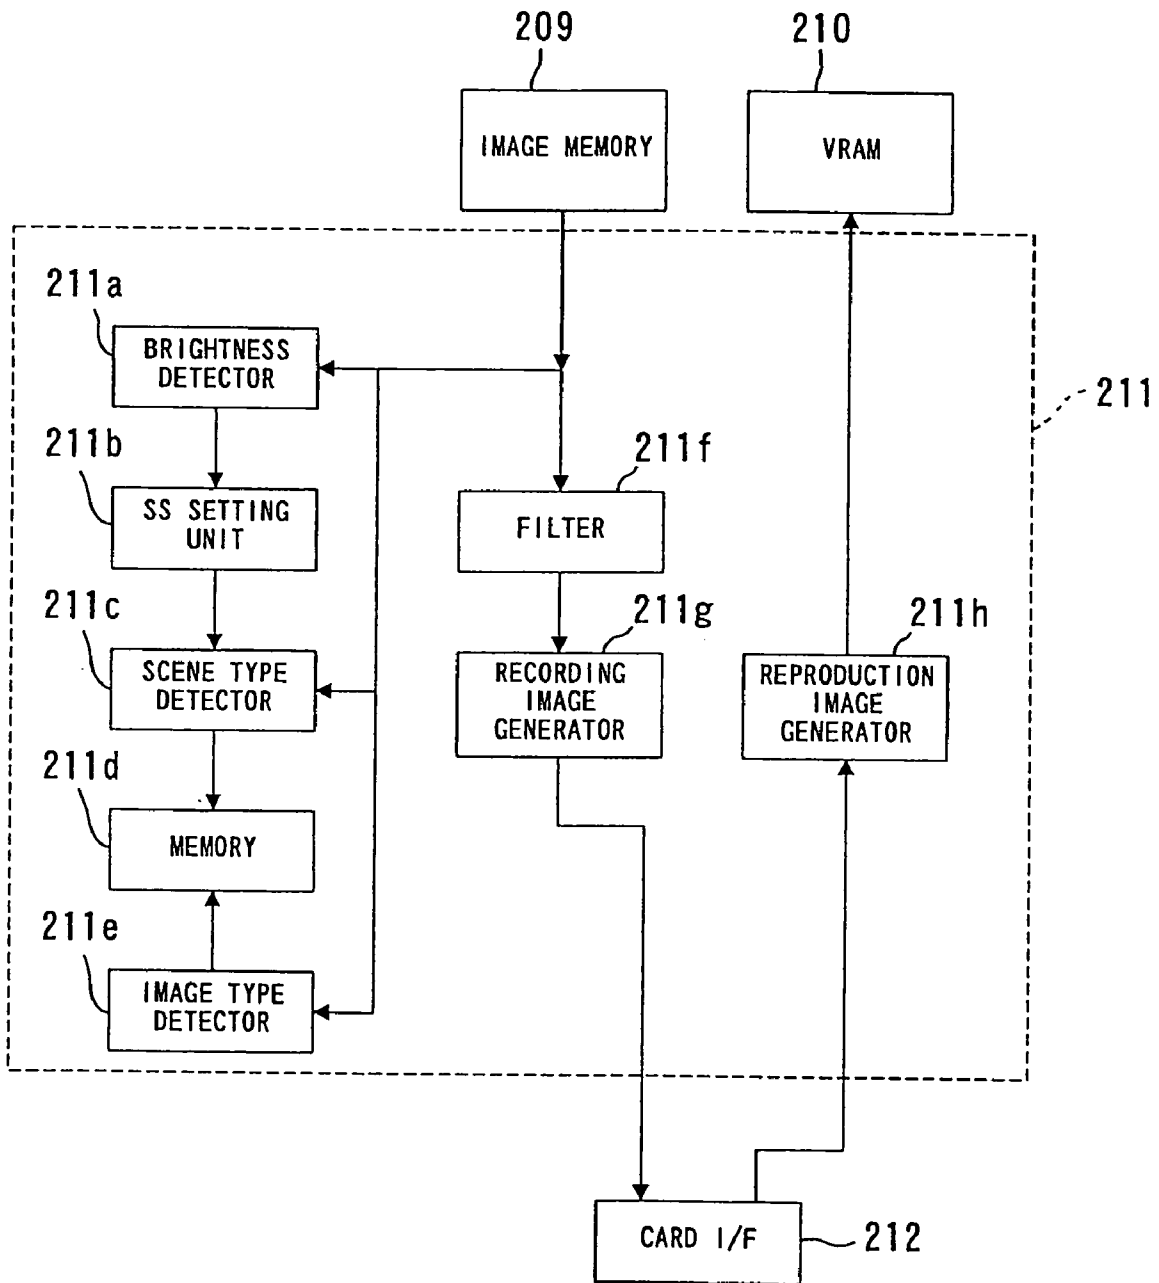 209
210
IMAGE MEMORY
VRAM
211a
BRIGHTNESS
DETECTOR
211
211b
SS SETTING
UNIT
211f
FILTER
211c
SCENE TYPE
DETECTOR
211g
RECORDING
IMAGE
GENERATOR
211h
REPRODUCTION
IMAGE
GENERATOR
211d
MEMORY
211e
IMAGE TYPE
DETECTOR
CARD I/F
212